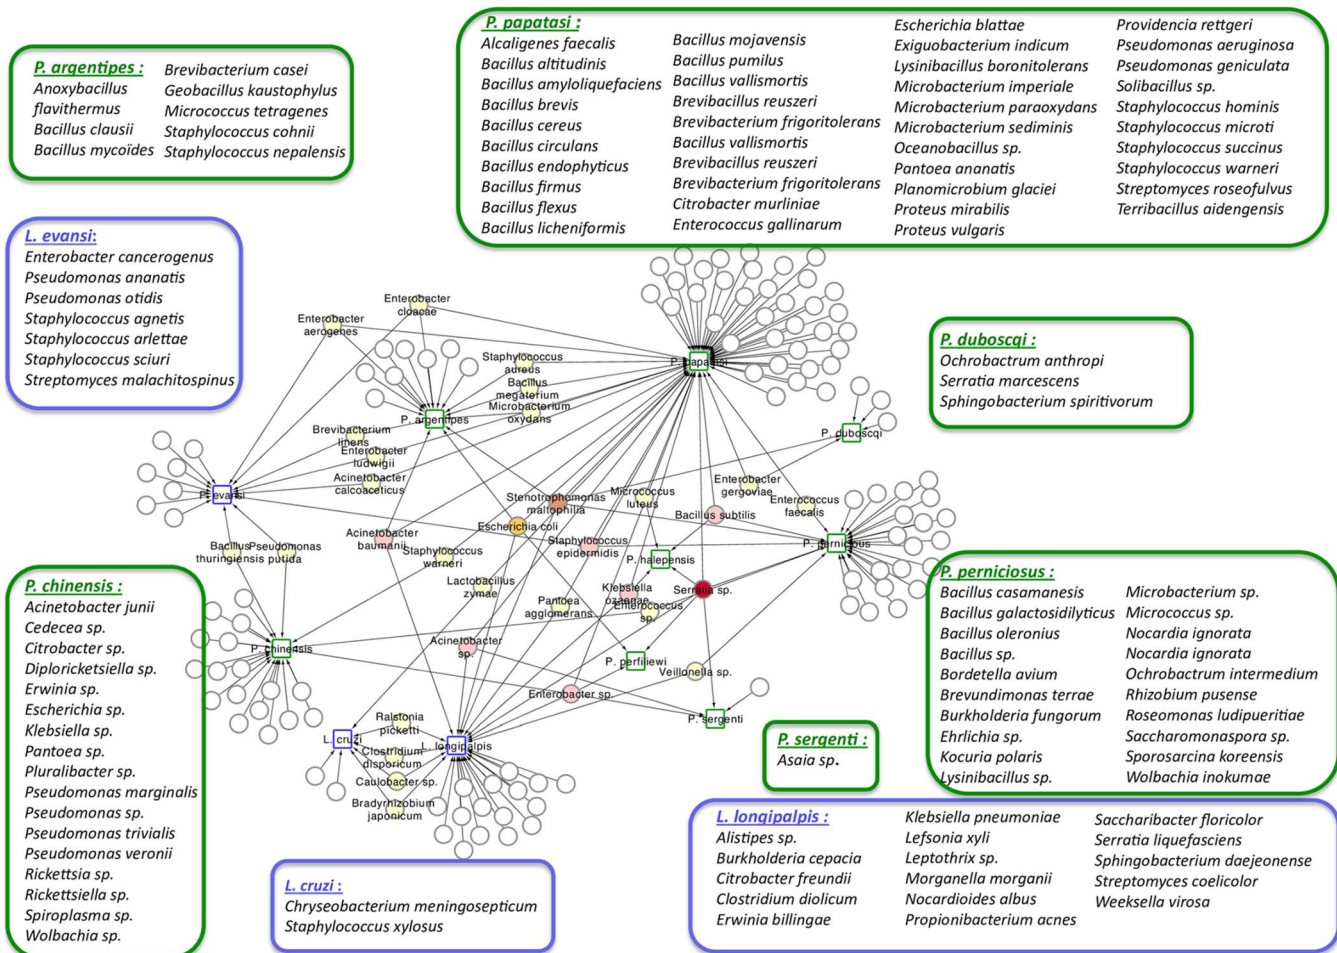 P. papatasi :
Alcaligenes faecalis
Bacillus altitudinis
Bacillus amyloliquefaciens
Bacillus brevis
Bacillus cereus
Bacillus circulans
Bacillus endophyticus
Bacillus firmus
Bacillus flexus
Bacillus licheniformis
Bacillus mojavensis
Bacillus pumilus
Bacillus vallismortis
Brevibacillus reuszeri
Brevibacterium frigoritolerans
Bacillus vallismortis
Brevibacillus reuszeri
Brevibacterium frigoritolerans
Citrobacter murliniae
Enterococcus gallinarum
Escherichia blattae
Exiguobacterium indicum
Lysinibacillus boronitolerans
Microbacterium imperiale
Microbacterium paraoxydans
Microbacterium sediminis
Oceanobacillus sp.
Pantoea ananatis
Planomicrobium glaciei
Proteus mirabilis
Proteus vulgaris
Providencia rettgeri
Pseudomonas aeruginosa
Pseudomonas geniculata
Solibacillus sp.
Staphylococcus hominis
Staphylococcus microti
Staphylococcus succinus
Staphylococcus warneri
Streptomyces roseofulvus
Terribacillus aidengensis
P. argentipes :
Anoxybacillus
flavithermus
Bacillus clausii
Bacillus mycoïdes
Brevibacterium casei
Geobacillus kaustophylus
Micrococcus tetragenes
Staphylococcus cohnii
Staphylococcus nepalensis
L. evansi:
Enterobacter cancerogenus
Pseudomonas ananatis
Pseudomonas otidis
Staphylococcus agnetis
Staphylococcus arlettae
Staphylococcus sciuri
Streptomyces malachitospinus
P. duboscqi :
Ochrobactrum anthropi
Serratia marcescens
Sphingobacterium spiritivorum
Enterobacter
cloacae
Enterobacter
aerogenes
Staphylococcus
aureus
Bacillus
megaterium
Microbacterium
oxydans
P. papatasi
P. argentipes
P. duboscqi
Brevibacterium
linens
Enterobacter
ludwigii
Acinetobacter
calcoaceticus
P. evansi
Stenotrophomonas
maltophilia
Micrococcus
luteus
Enterobacter
gergoviae
Enterococcus
faecalis
Bacillus subtilis
Escherichia coli
Acinetobacter
baumanii
Staphylococcus
epidermidis
P. pernicious
Bacillus
thuringiensis
Pseudomonas
putida
Staphylococcus
warneri
P. halepensis
Lactobacillus
zymae
Klebsiella
ozaenae
Serratia sp.
Pantoea
agglomerans
Enterococcus
sp.
P. chinensis
Acinetobacter
sp.
P. perfiliewi
Veillonella sp.
Enterobacter sp.
P. sergenti
Ralstonia
picketti
L. cruzi
L. longipalpis
Clostridium
disporicum
Caulobacter sp.
Bradyrhizobium
japonicum
P. chinensis :
Acinetobacter junii
Cedecea sp.
Citrobacter sp.
Diploricketsiella sp.
Erwinia sp.
Escherichia sp.
Klebsiella sp.
Pantoea sp.
Pluralibacter sp.
Pseudomonas marginalis
Pseudomonas sp.
Pseudomonas trivialis
Pseudomonas veronii
Rickettsia sp.
Rickettsiella sp.
Spiroplasma sp.
Wolbachia sp.
P. perniciosus :
Bacillus casamanesis
Bacillus galactosidilyticus
Bacillus oleronius
Bacillus sp.
Bordetella avium
Brevundimonas terrae
Burkholderia fungorum
Ehrlichia sp.
Kocuria polaris
Lysinibacillus sp.
Microbacterium sp.
Micrococcus sp.
Nocardia ignorata
Nocardia ignorata
Ochrobactrum intermedium
Rhizobium pusense
Roseomonas ludipueritiae
Saccharomonaspora sp.
Sporosarcina koreensis
Wolbachia inokumae
P. sergenti :
Asaia sp.
L. cruzi :
Chryseobacterium meningosepticum
Staphylococcus xylosus
L. longipalpis :
Alistipes sp.
Burkholderia cepacia
Citrobacter freundii
Clostridium diolicum
Erwinia billingae
Klebsiella pneumoniae
Lefsonia xyli
Leptothrix sp.
Morganella morganii
Nocardioides albus
Propionibacterium acnes
Saccharibacter floricolor
Serratia liquefasciens
Sphingobacterium daejeonense
Streptomyces coelicolor
Weeksella virosa